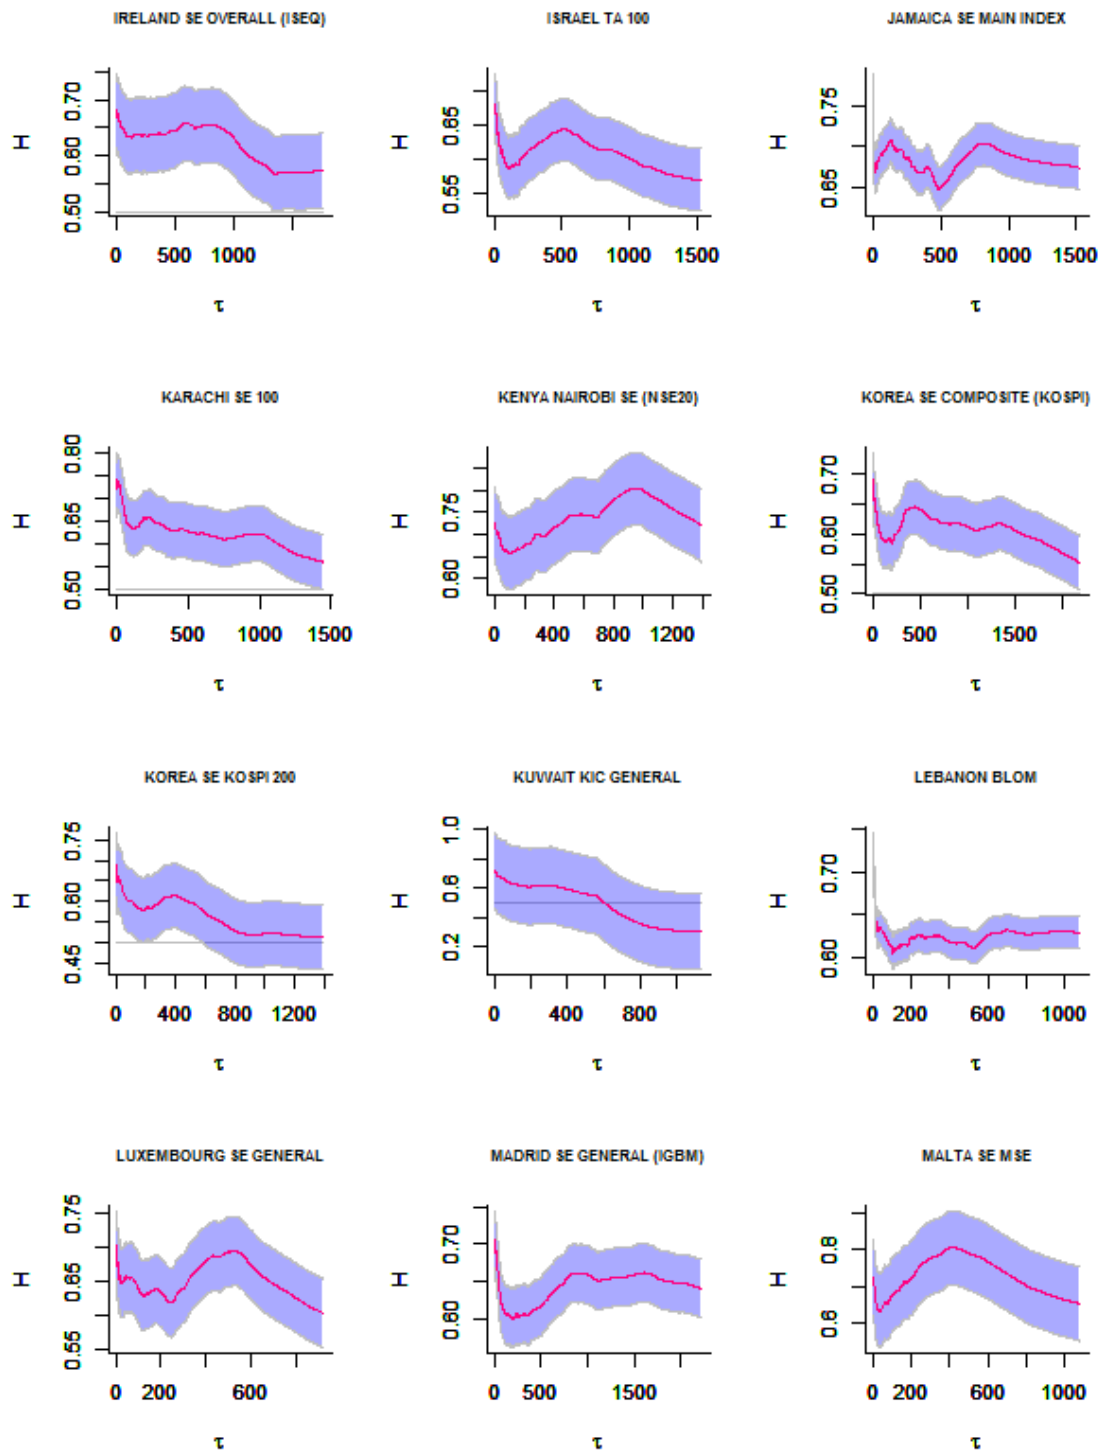 IRELAND SE OVERALL (ISEQ)
ISRAEL TA 100
JAMAICA SE MAIN INDEX
H
0.50 0.60 0.70
0 500 1000
τ
H
0.55 0.65
0 500 1000 1500
τ
H
0.65 0.75
0 500 1000 1500
τ
KARACHI SE 100
KENYA NAIROBI SE (NSE20)
KOREA SE COMPOSITE (KOSPI)
H
0.50 0.65 0.80
0 500 1000 1500
τ
H
0.60 0.75
0 400 800 1200
τ
H
0.50 0.60 0.70
0 500 1500
τ
KOREA SE KOSPI 200
KUWAIT KIC GENERAL
LEBANON BLOM
H
0.45 0.60 0.75
0 400 800 1200
τ
H
0.2 0.6 1.0
0 400 800
τ
H
0.60 0.70
0 200 600 1000
τ
LUXEMBOURG SE GENERAL
MADRID SE GENERAL (IGBM)
MALTA SE MSE
H
0.55 0.65 0.75
0 200 600
τ
H
0.60 0.70
0 500 1500
τ
H
0.6 0.8
0 200 600 1000
τ